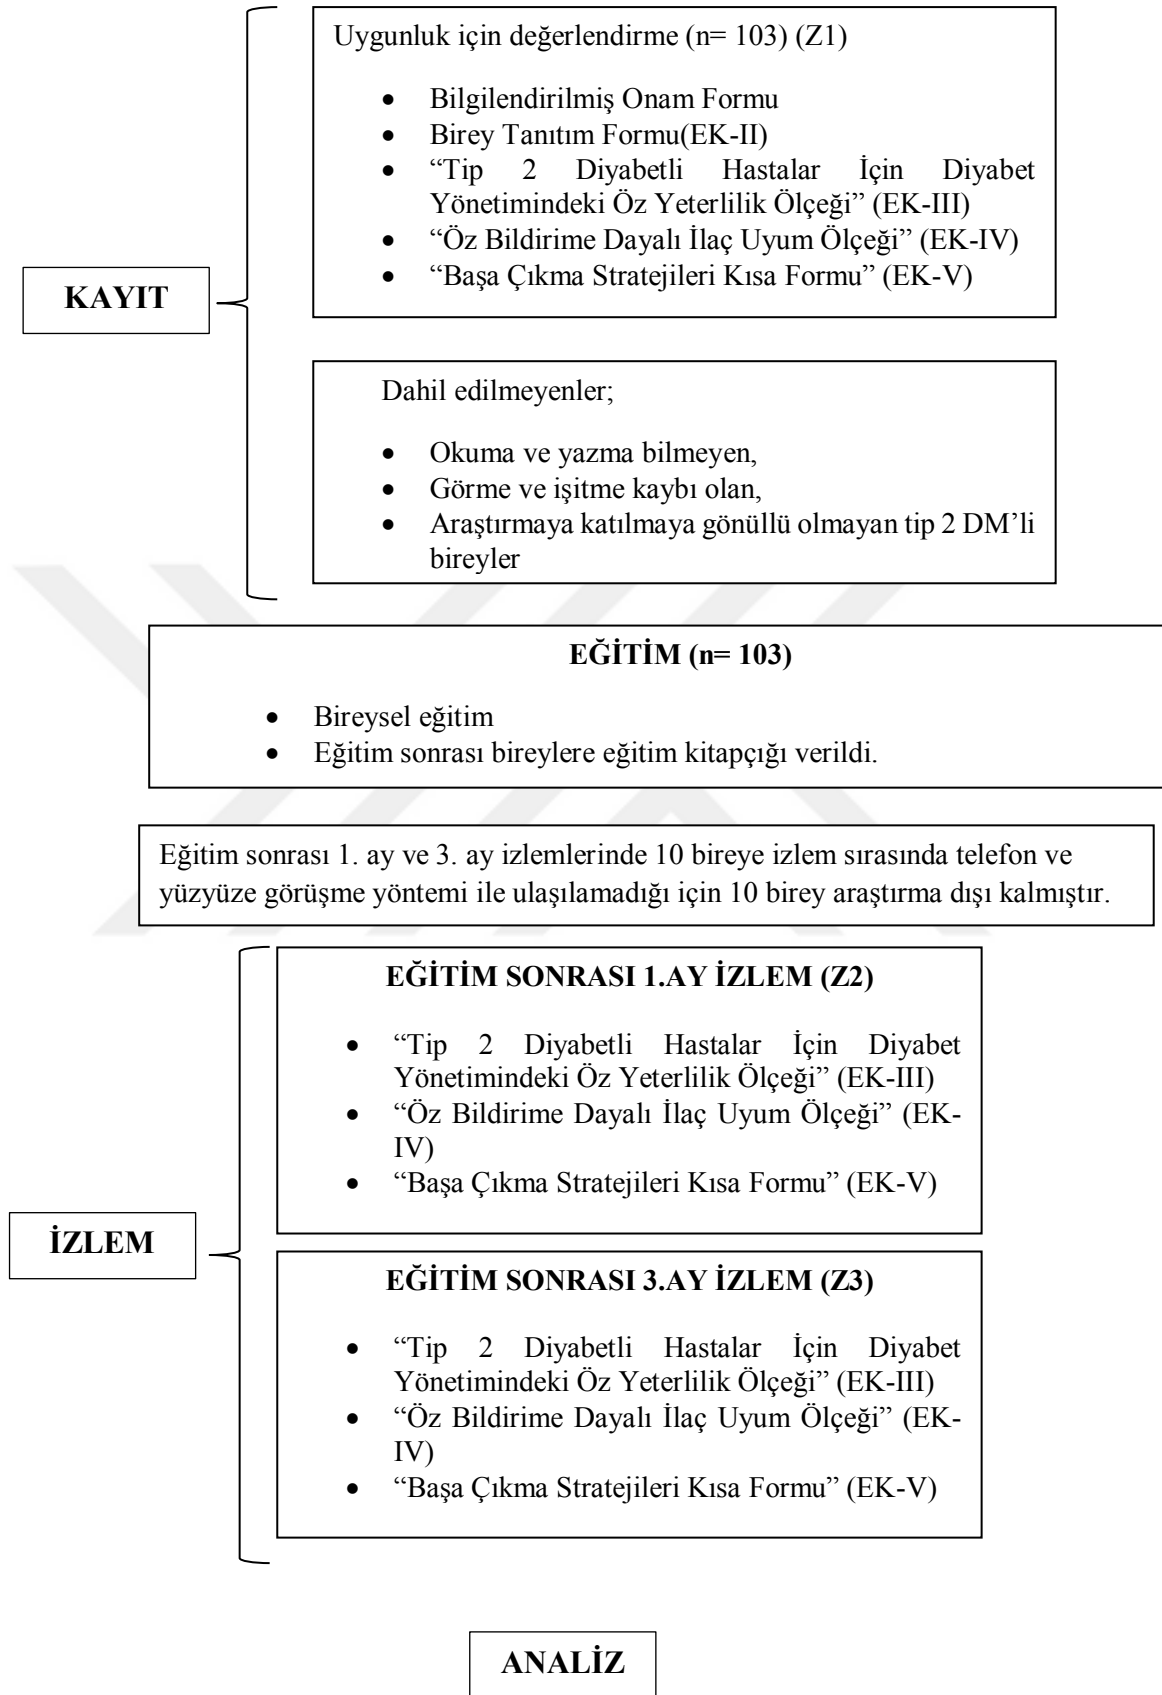 Uygunluk için değerlendirme (n= 103) (Z1)
• Bilgilendirilmiş Onam Formu
• Birey Tanıtım Formu(EK-II)
• “Tip 2 Diyabetli Hastalar İçin Diyabet
Yönetimindeki Öz Yeterlilik Ölçeği” (EK-III)
• “Öz Bildirime Dayalı İlaç Uyum Ölçeği” (EK-IV)
• “Başa Çıkma Stratejileri Kısa Formu” (EK-V)
KAYIT
Dahil edilmeyenler;
• Okuma ve yazma bilmeyen,
• Görme ve işitme kaybı olan,
• Araştırmaya katılmaya gönüllü olmayan tip 2 DM’li
bireyler
EĞİTİM (n= 103)
• Bireysel eğitim
• Eğitim sonrası bireylere eğitim kitapçığı verildi.
Eğitim sonrası 1. ay ve 3. ay izlemlerinde 10 bireye izlem sırasında telefon ve
yüzyüze görüşme yöntemi ile ulaşılamadığı için 10 birey araştırma dışı kalmıştır.
EĞİTİM SONRASI 1.AY İZLEM (Z2)
• “Tip 2 Diyabetli Hastalar İçin Diyabet
Yönetimindeki Öz Yeterlilik Ölçeği” (EK-III)
• “Öz Bildirime Dayalı İlaç Uyum Ölçeği” (EK-
IV)
• “Başa Çıkma Stratejileri Kısa Formu” (EK-V)
İZLEM
EĞİTİM SONRASI 3.AY İZLEM (Z3)
• “Tip 2 Diyabetli Hastalar İçin Diyabet
Yönetimindeki Öz Yeterlilik Ölçeği” (EK-III)
• “Öz Bildirime Dayalı İlaç Uyum Ölçeği” (EK-
IV)
• “Başa Çıkma Stratejileri Kısa Formu” (EK-V)
ANALİZ